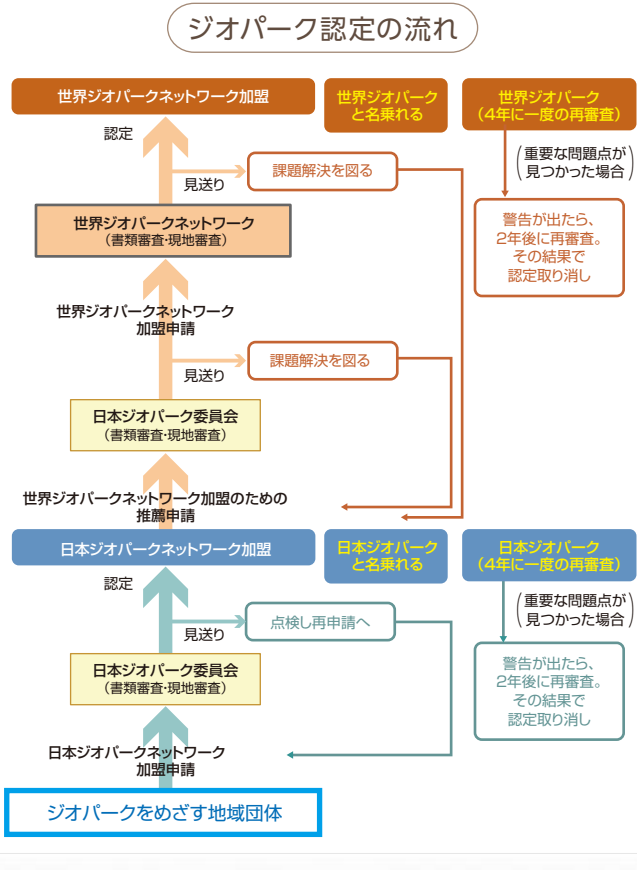 ジオパーク認定の流れ
世界ジオパークネットワーク加盟
世界ジオパーク
と名乗れる
世界ジオパーク
（4年に一度の再審査）
認定
見送り
課題解決を図る
（重要な問題点が
見つかった場合）
世界ジオパークネットワーク
（書類審査・現地審査）
警告が出たら、
2年後に再審査。
その結果で
認定取り消し
世界ジオパークネットワーク
加盟申請
見送り
課題解決を図る
日本ジオパーク委員会
（書類審査・現地審査）
世界ジオパークネットワーク加盟のための
推薦申請
日本ジオパークネットワーク加盟
日本ジオパーク
と名乗れる
日本ジオパーク
（4年に一度の再審査）
認定
見送り
点検し再申請へ
（重要な問題点が
見つかった場合）
日本ジオパーク委員会
（書類審査・現地審査）
警告が出たら、
2年後に再審査。
その結果で
認定取り消し
日本ジオパークネットワーク
加盟申請
ジオパークをめざす地域団体